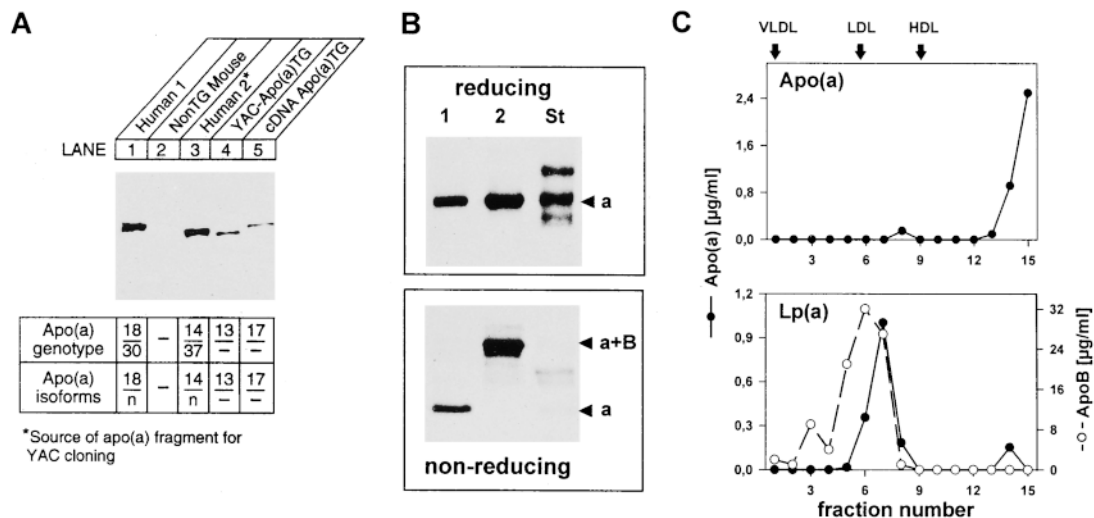 A
Human 1
NonTG Mouse
Human 2*
YAC-Apo(a)TG
cDNA Apo(a)TG
LANE 1 2 3 4 5
Apo(a) genotype 18/30 – 14/37 13/– 17/–
Apo(a) isoforms 18/n – 14/n 13/– 17/–
*Source of apo(a) fragment for
YAC cloning
B
reducing
1 2 St
a
a+B
a
non-reducing
C
VLDL LDL HDL
Apo(a)
2,4
1,6
0,8
0,0
3 6 9 12 15
Lp(a)
1,2
0,9
0,6
0,3
0,0
32
24
16
8
0
3 6 9 12 15
fraction number
Apo(a) [µg/ml]
ApoB [µg/ml]